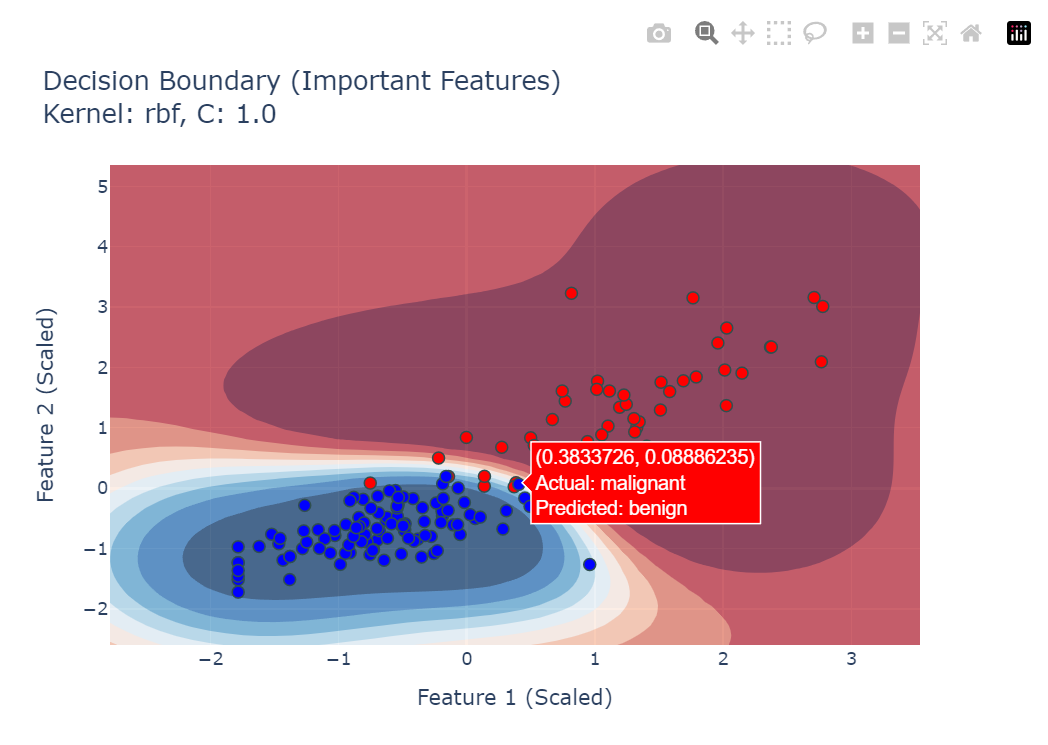 Decision Boundary (Important Features)
Kernel: rbf, C: 1.0
5
4
3
2
1
0
−1
−2
Feature 2 (Scaled)
(0.3833726, 0.08886235)
Actual: malignant
Predicted: benign
−2 −1 0 1 2 3
Feature 1 (Scaled)